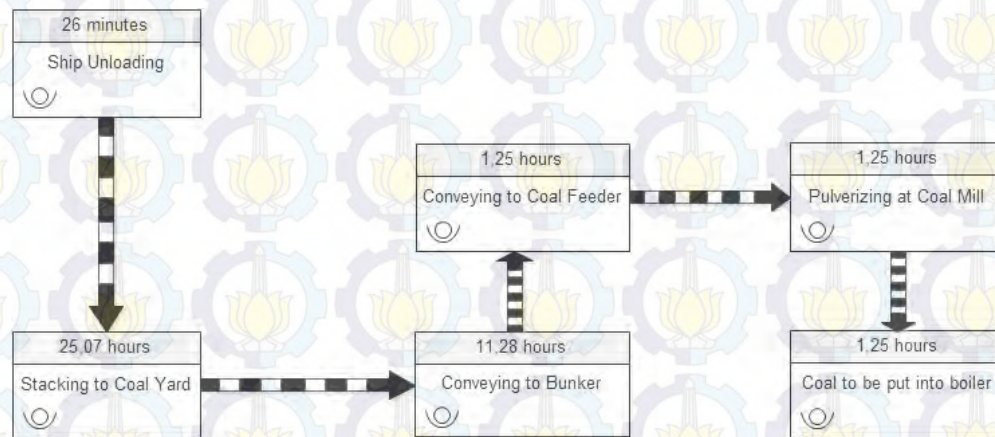 26 minutes
Ship Unloading
25,07 hours
Stacking to Coal Yard
11,28 hours
Conveying to Bunker
1,25 hours
Conveying to Coal Feeder
1,25 hours
Pulverizing at Coal Mill
1,25 hours
Coal to be put into boiler